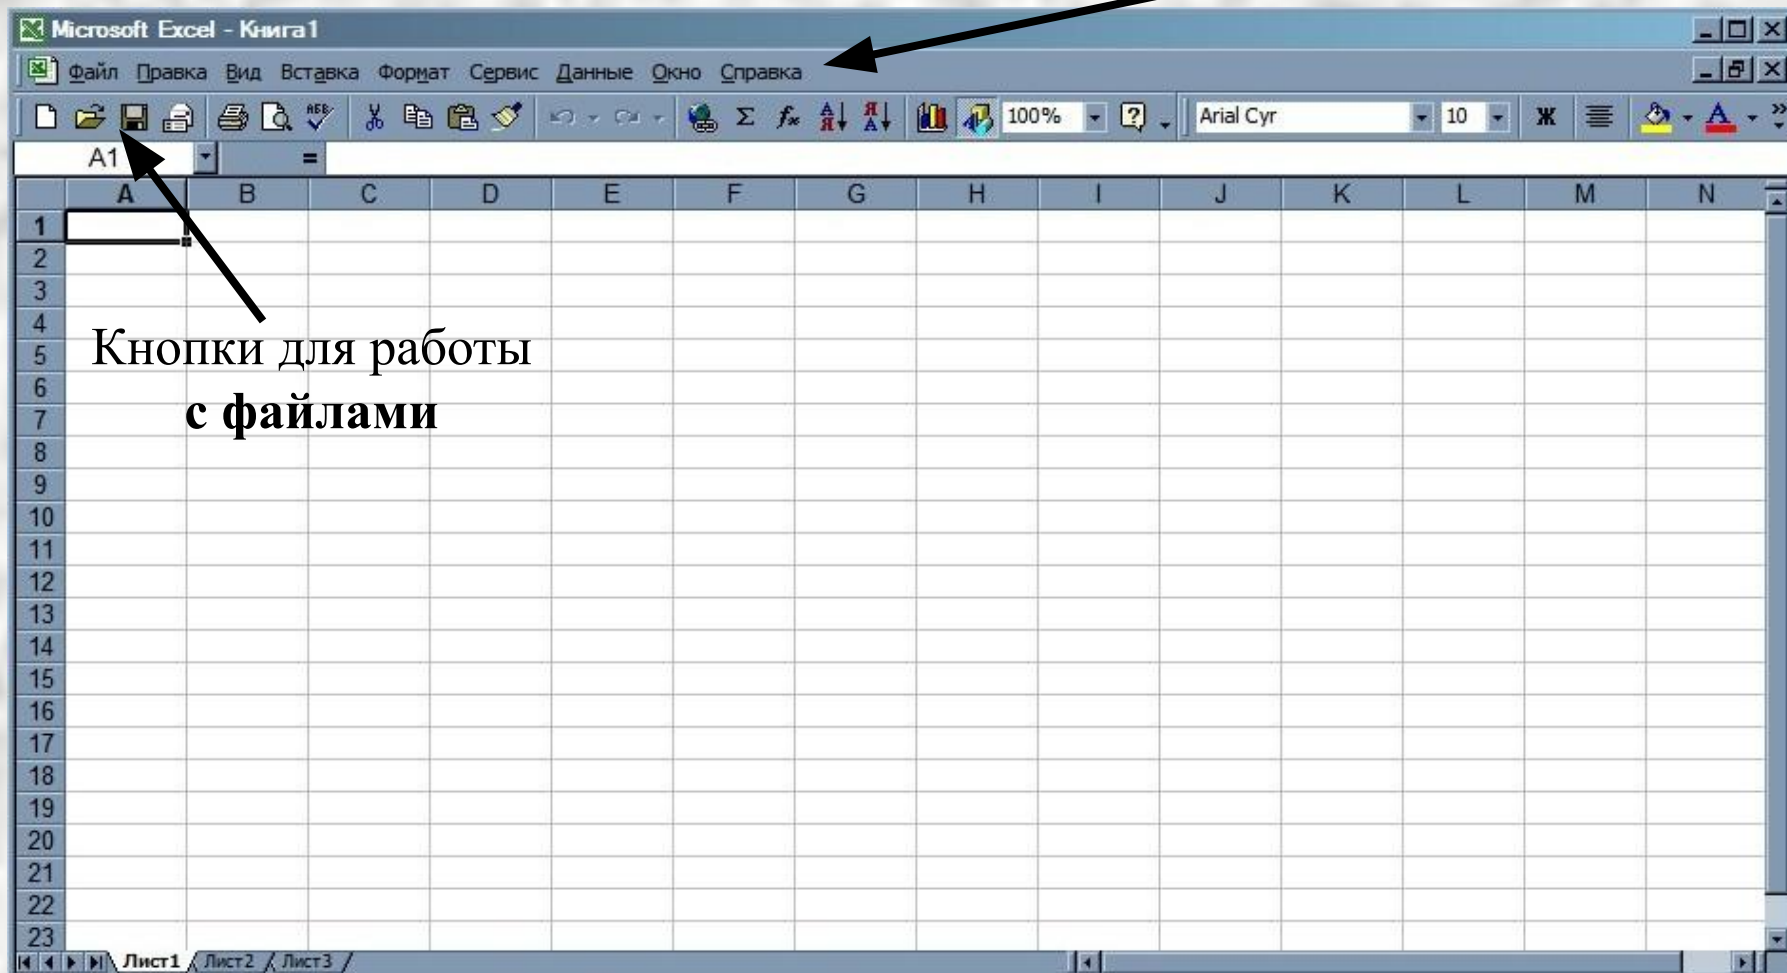 Microsoft Excel - Книга1
Файл Правка Вид Вставка Формат Сервис Данные Окно Справка
100% Arial Cyr 10 Ж
A1 =
A B C D E F G H I J K L M N
1
2
3
4
5
6
7
8
9
10
11
12
13
14
15
16
17
18
19
20
21
22
23
Кнопки для работы
с файлами
Лист1 Лист2 Лист3